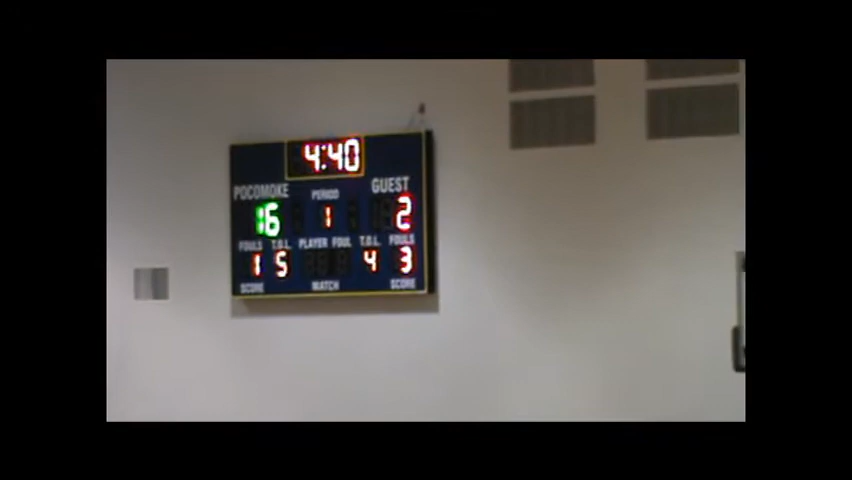 4:40
POCOMOKE PERIOD GUEST
16 1 2
FOULS T.O.L. PLAYER FOUL T.O.L. FOULS
1 5 4 3
SCORE MATCH SCORE